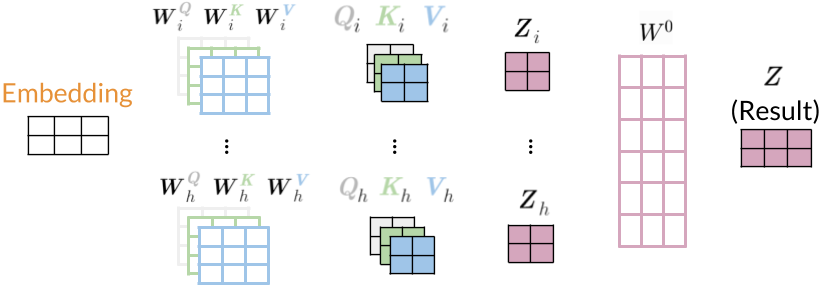 W_i^Q W_i^K W_i^V
Q_i K_i V_i
Z_i
W^0
Embedding
Z
(Result)
W_h^Q W_h^K W_h^V
Q_h K_h V_h
Z_h